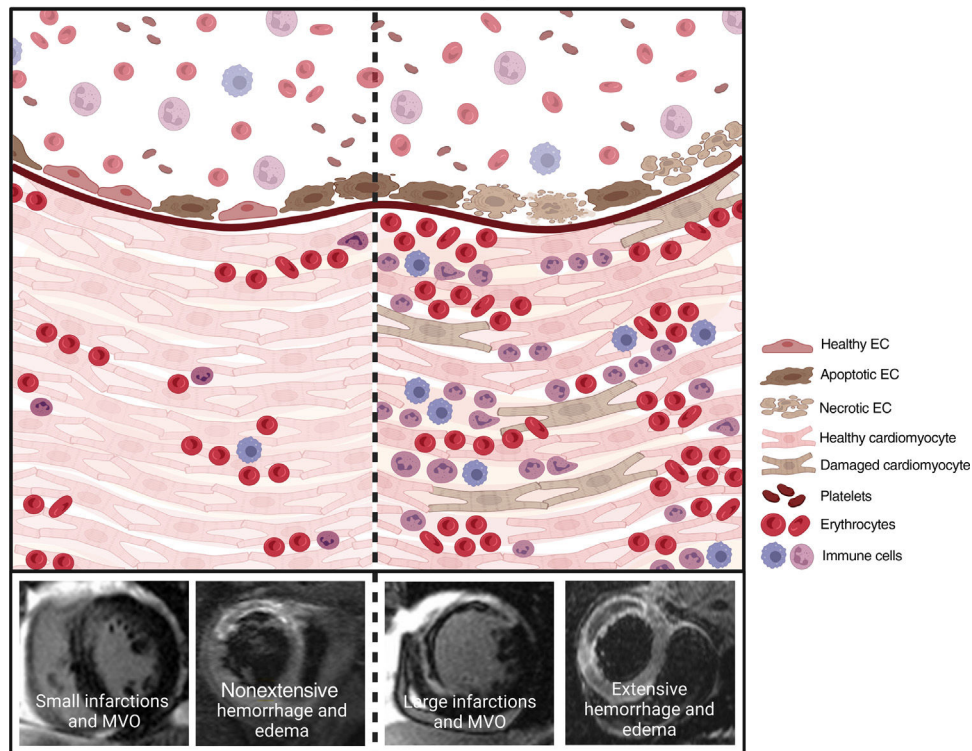 Healthy EC
Apoptotic EC
Necrotic EC
Healthy cardiomyocyte
Damaged cardiomyocyte
Platelets
Erythrocytes
Immune cells
Small infarctions
and MVO
Nonextensive
hemorrhage and
edema
Large infarctions
and MVO
Extensive
hemorrhage and
edema